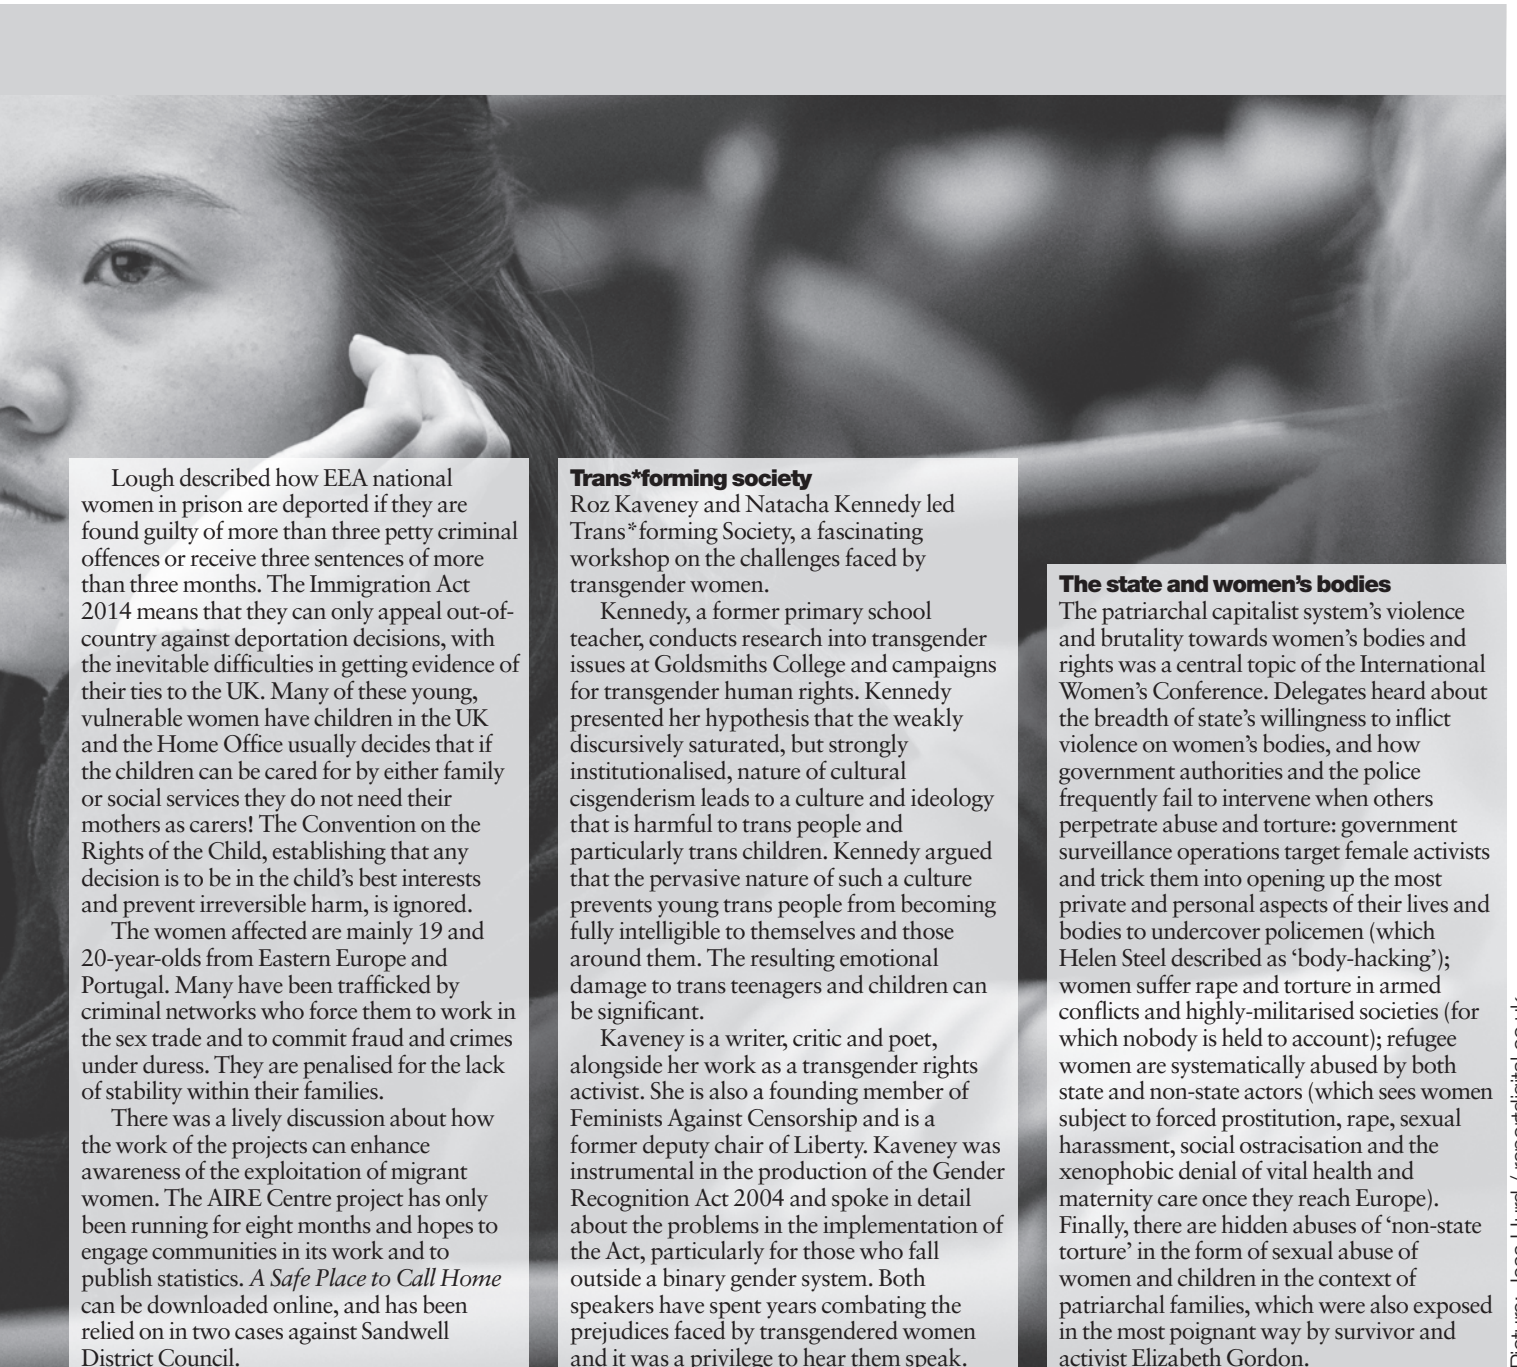 Lough described how EEA national
women in prison are deported if they are
found guilty of more than three petty criminal
offences or receive three sentences of more
than three months. The Immigration Act
2014 means that they can only appeal out-of-
country against deportation decisions, with
the inevitable difficulties in getting evidence of
their ties to the UK. Many of these young,
vulnerable women have children in the UK
and the Home Office usually decides that if
the children can be cared for by either family
or social services they do not need their
mothers as carers! The Convention on the
Rights of the Child, establishing that any
decision is to be in the child’s best interests
and prevent irreversible harm, is ignored.
The women affected are mainly 19 and
20-year-olds from Eastern Europe and
Portugal. Many have been trafficked by
criminal networks who force them to work in
the sex trade and to commit fraud and crimes
under duress. They are penalised for the lack
of stability within their families.
There was a lively discussion about how
the work of the projects can enhance
awareness of the exploitation of migrant
women. The AIRE Centre project has only
been running for eight months and hopes to
engage communities in its work and to
publish statistics. A Safe Place to Call Home
can be downloaded online, and has been
relied on in two cases against Sandwell
District Council.
Trans*forming society
Roz Kaveney and Natacha Kennedy led
Trans*forming Society, a fascinating
workshop on the challenges faced by
transgender women.
Kennedy, a former primary school
teacher, conducts research into transgender
issues at Goldsmiths College and campaigns
for transgender human rights. Kennedy
presented her hypothesis that the weakly
discursively saturated, but strongly
institutionalised, nature of cultural
cisgenderism leads to a culture and ideology
that is harmful to trans people and
particularly trans children. Kennedy argued
that the pervasive nature of such a culture
prevents young trans people from becoming
fully intelligible to themselves and those
around them. The resulting emotional
damage to trans teenagers and children can
be significant.
Kaveney is a writer, critic and poet,
alongside her work as a transgender rights
activist. She is also a founding member of
Feminists Against Censorship and is a
former deputy chair of Liberty. Kaveney was
instrumental in the production of the Gender
Recognition Act 2004 and spoke in detail
about the problems in the implementation of
the Act, particularly for those who fall
outside a binary gender system. Both
speakers have spent years combating the
prejudices faced by transgendered women
and it was a privilege to hear them speak.
The state and women’s bodies
The patriarchal capitalist system’s violence
and brutality towards women’s bodies and
rights was a central topic of the International
Women’s Conference. Delegates heard about
the breadth of state’s willingness to inflict
violence on women’s bodies, and how
government authorities and the police
frequently fail to intervene when others
perpetrate abuse and torture: government
surveillance operations target female activists
and trick them into opening up the most
private and personal aspects of their lives and
bodies to undercover policemen (which
Helen Steel described as ‘body-hacking’);
women suffer rape and torture in armed
conflicts and highly-militarised societies (for
which nobody is held to account); refugee
women are systematically abused by both
state and non-state actors (which sees women
subject to forced prostitution, rape, sexual
harassment, social ostracisation and the
xenophobic denial of vital health and
maternity care once they reach Europe).
Finally, there are hidden abuses of ‘non-state
torture’ in the form of sexual abuse of
women and children in the context of
patriarchal families, which were also exposed
in the most poignant way by survivor and
activist Elizabeth Gordon.